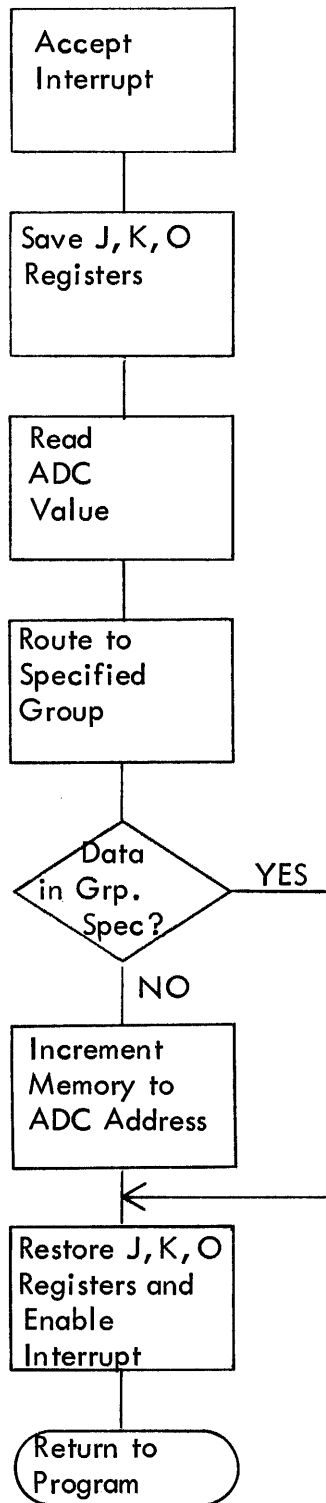 Accept
Interrupt
Save J, K, O
Registers
Read
ADC
Value
Route to
Specified
Group
Data
in Grp.
Spec?
YES
NO
Increment
Memory to
ADC Address
Restore J, K, O
Registers and
Enable
Interrupt
Return to
Program